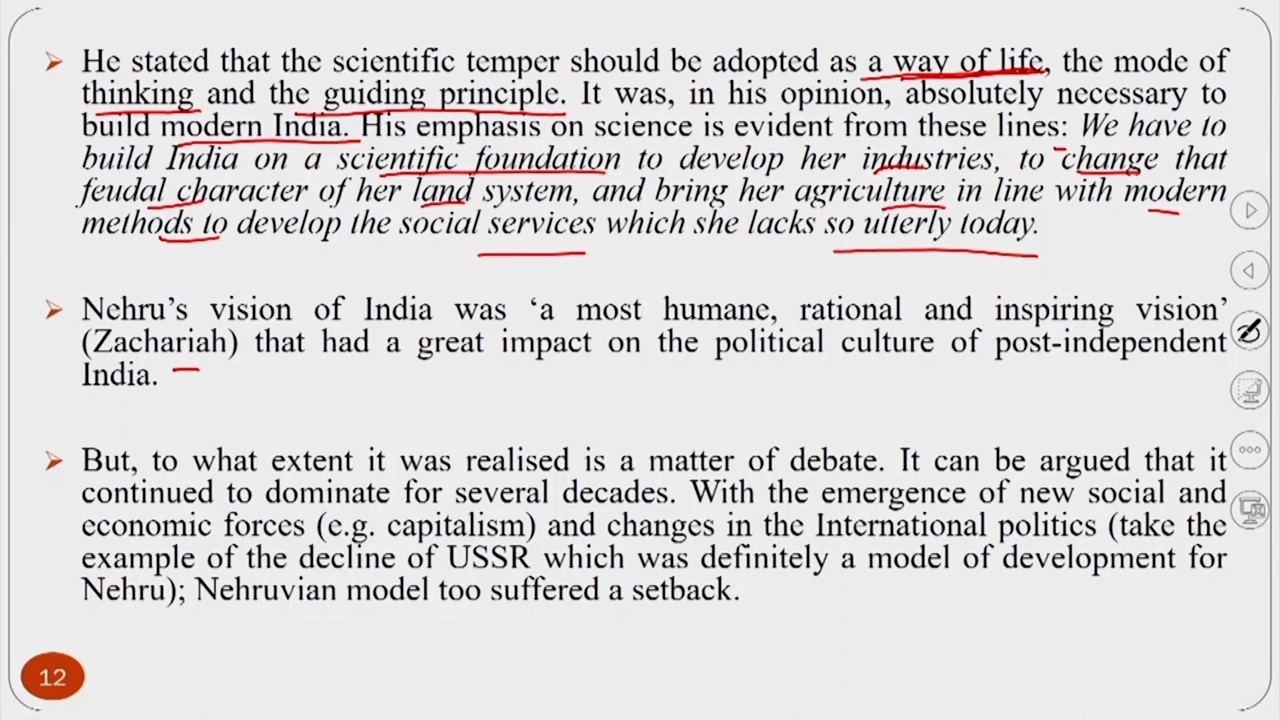 He stated that the scientific temper should be adopted as a way of life, the mode of
thinking and the guiding principle. It was, in his opinion, absolutely necessary to
build modern India. His emphasis on science is evident from these lines: We have to
build India on a scientific foundation to develop her industries, to change that
feudal character of her land system, and bring her agriculture in line with modern
methods to develop the social services which she lacks so utterly today.
Nehru's vision of India was 'a most humane, rational and inspiring vision'
(Zachariah) that had a great impact on the political culture of post-independent
India.
But, to what extent it was realised is a matter of debate. It can be argued that it
continued to dominate for several decades. With the emergence of new social and
economic forces (e.g. capitalism) and changes in the International politics (take the
example of the decline of USSR which was definitely a model of development for
Nehru); Nehruvian model too suffered a setback.
12